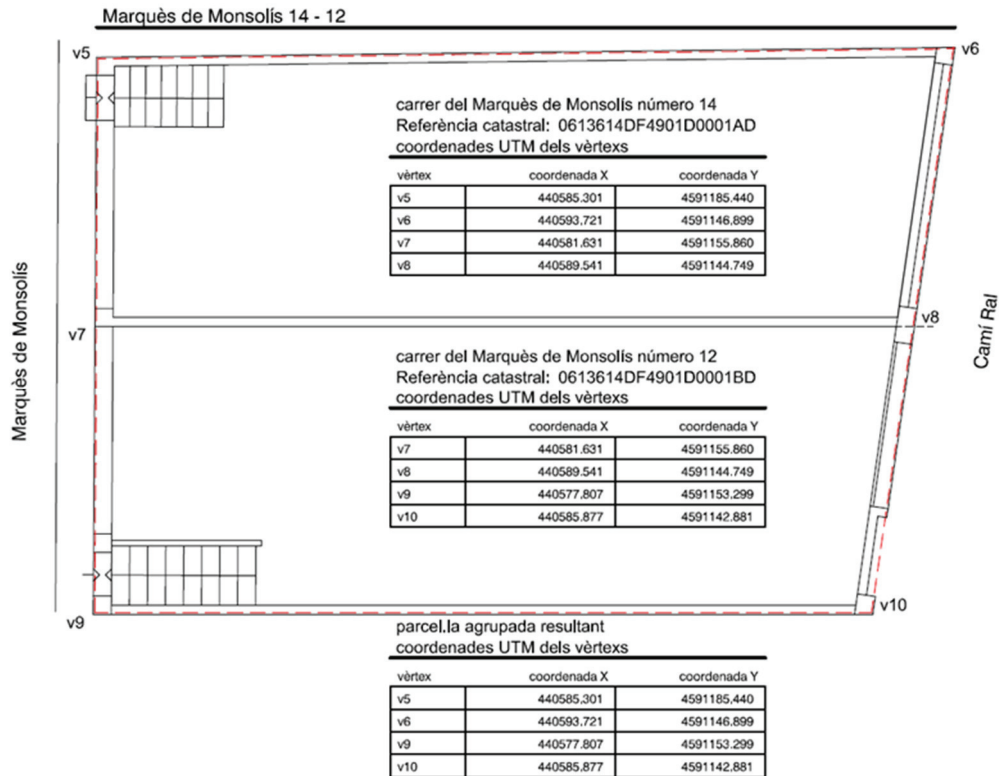 Marquès de Monsolís 14 - 12
v5
v6
carrer del Marquès de Monsolís número 14
Referència catastral: 0613614DF4901D0001AD
coordenades UTM dels vèrtexs
vèrtex coordenada X coordenada Y
v5 440585.301 4591185.440
v6 440593.721 4591146.899
v7 440581.631 4591155.860
v8 440589.541 4591144.749
Marquès de Monsolís
v7
v8
Camí Ral
carrer del Marquès de Monsolís número 12
Referència catastral: 0613614DF4901D0001BD
coordenades UTM dels vèrtexs
vèrtex coordenada X coordenada Y
v7 440581.631 4591155.860
v8 440589.541 4591144.749
v9 440577.807 4591153.299
v10 440585.877 4591142.881
v9
v10
parcel.la agrupada resultant
coordenades UTM dels vèrtexs
vèrtex coordenada X coordenada Y
v5 440585.301 4591185.440
v6 440593.721 4591146.899
v9 440577.807 4591153.299
v10 440585.877 4591142.881